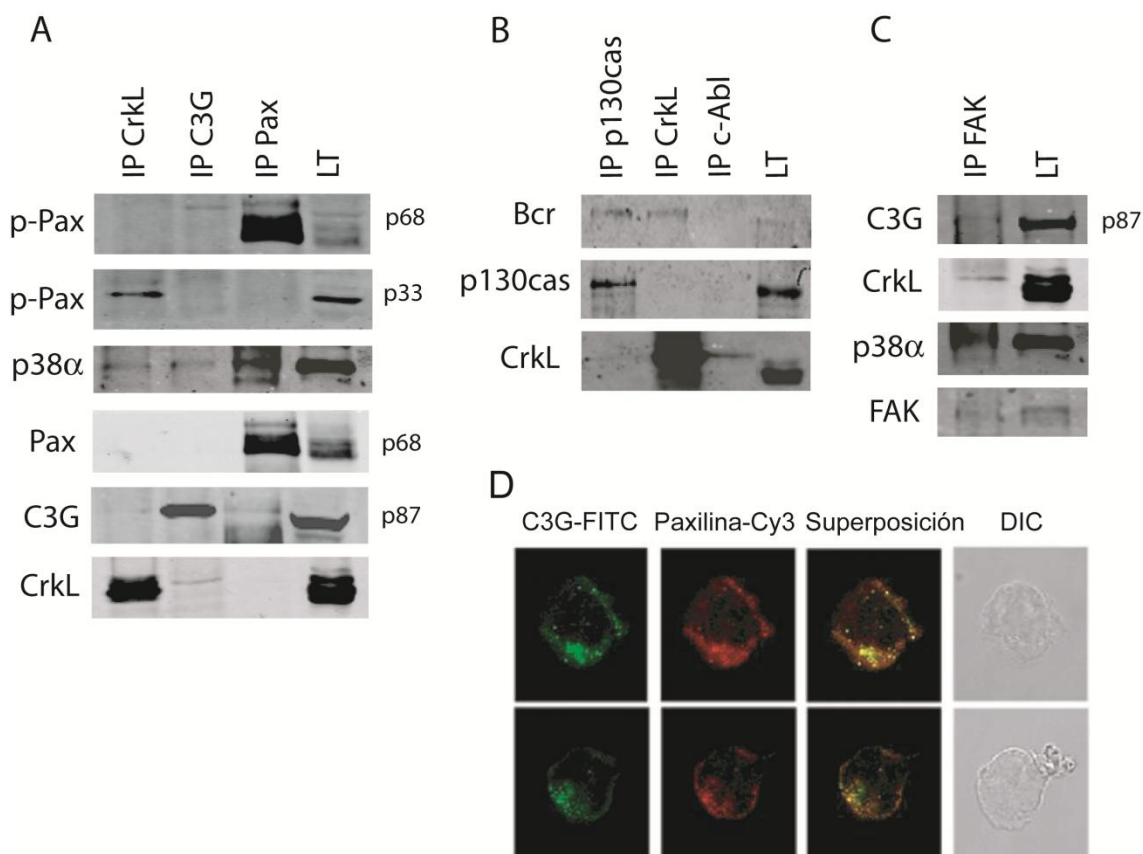 A
IP CrkL
IP C3G
IP Pax
LT
p-Pax
p68
p-Pax
p33
p38α
Pax
p68
C3G
p87
CrkL
B
IP p130cas
IP CrkL
IP c-Abl
LT
Bcr
p130cas
CrkL
C
IP FAK
LT
C3G
p87
CrkL
p38α
FAK
D
C3G-FITC
Paxilina-Cy3
Superposición
DIC